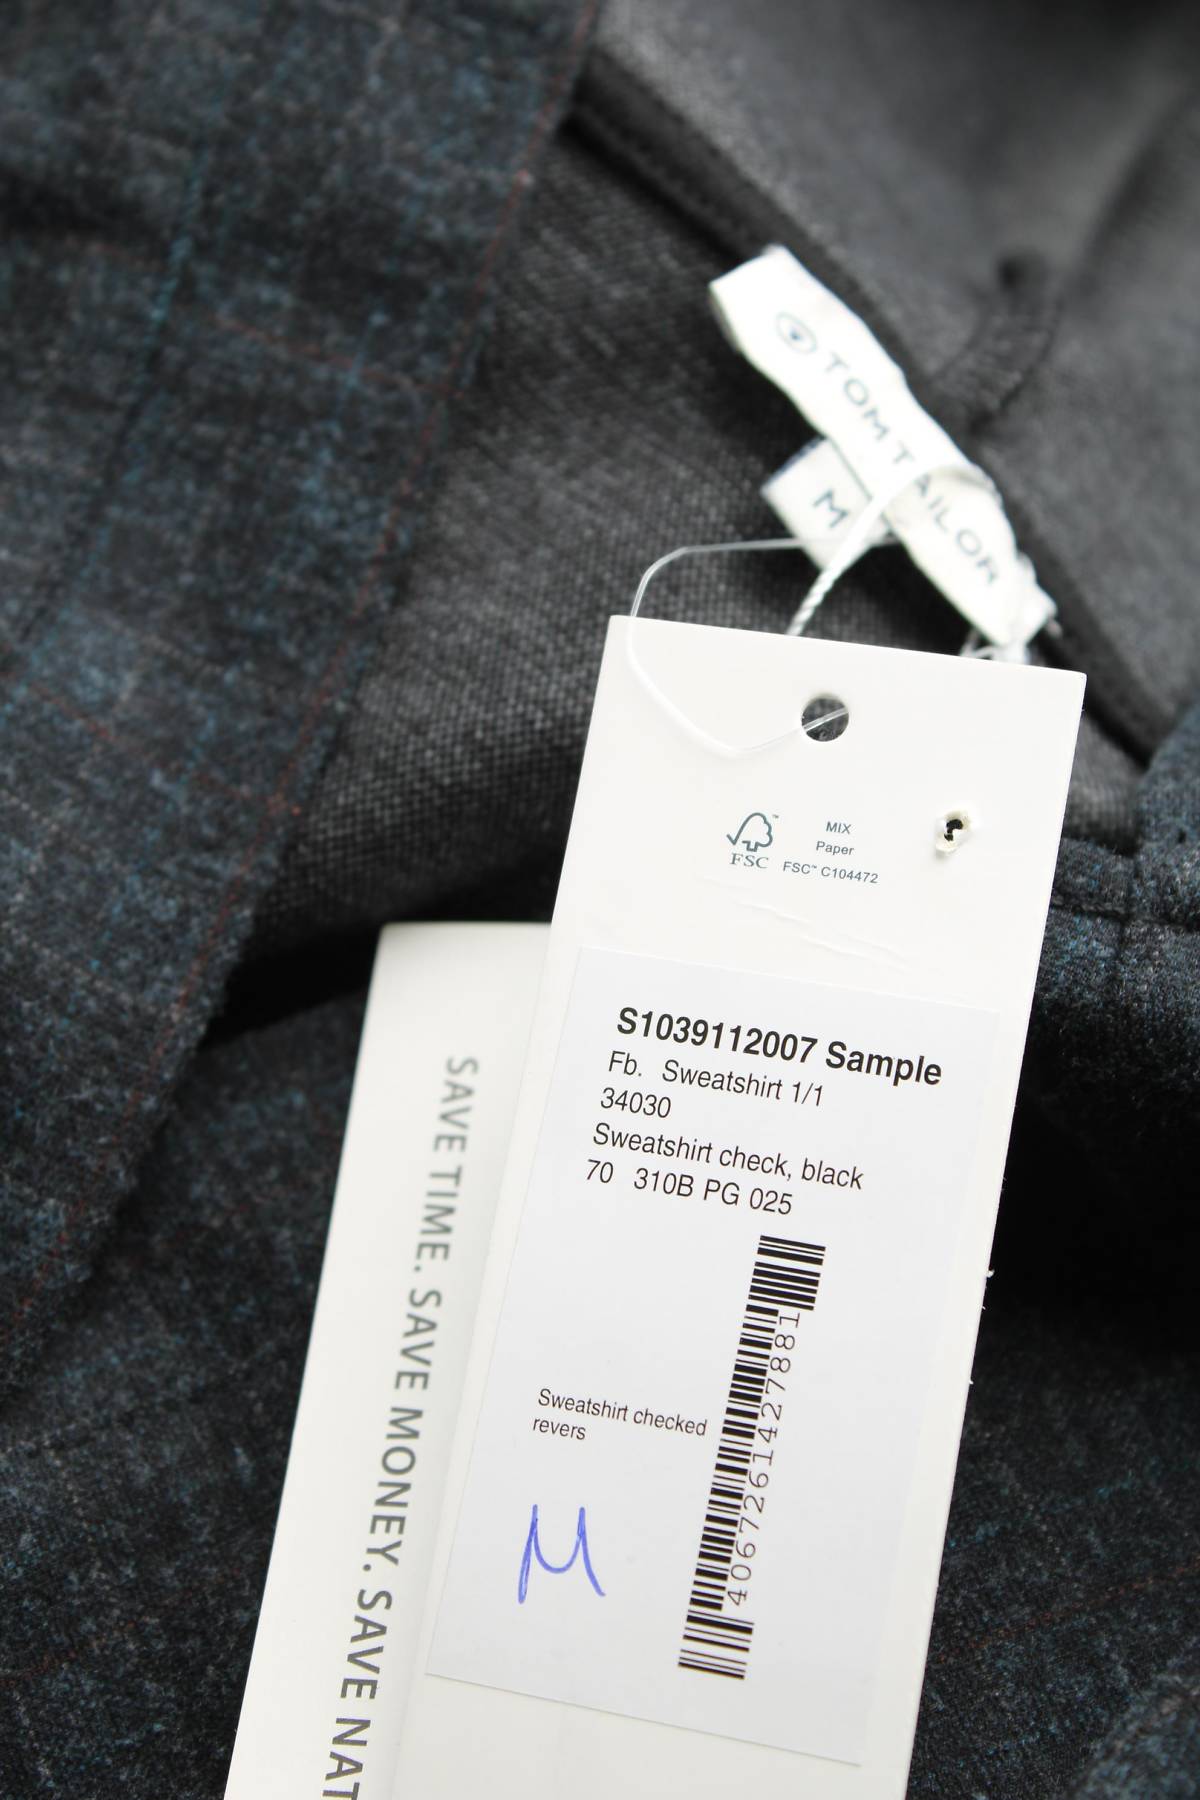 TOM TAILOR
M
FSC™
MIX
Paper
FSC™ C104472
S1039112007 Sample
Fb. Sweatshirt 1/1
34030
Sweatshirt check, black
70 310B PG 025
Sweatshirt checked
revers
4067261427881
M
SAVE TIME. SAVE MONEY. SAVE NAT